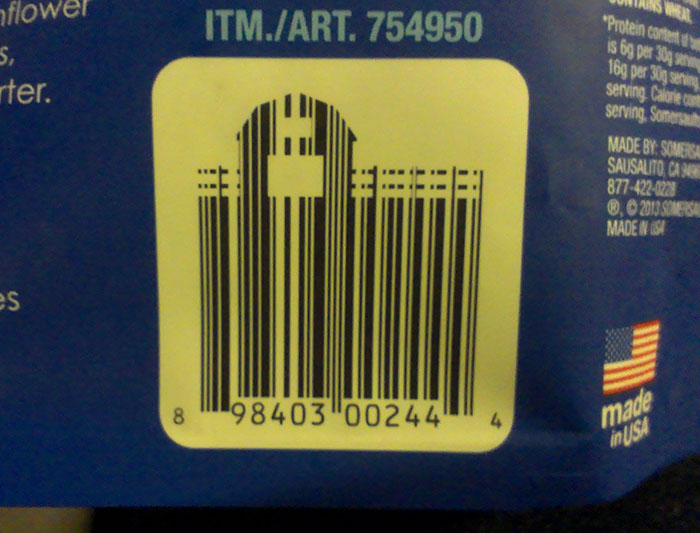 nflower
s,
rter.
es
ITM./ART. 754950
8 98403 00244 4
CONTAINS WHEAT
*Protein content of
is 6g per 30g serving
16g per 30g serving
serving. Calorie
serving, Somersault
MADE BY: SOMERSA
SAUSALITO, CA
877-422-0228
®, © 2013 SOMERSA
MADE IN USA
made
in USA